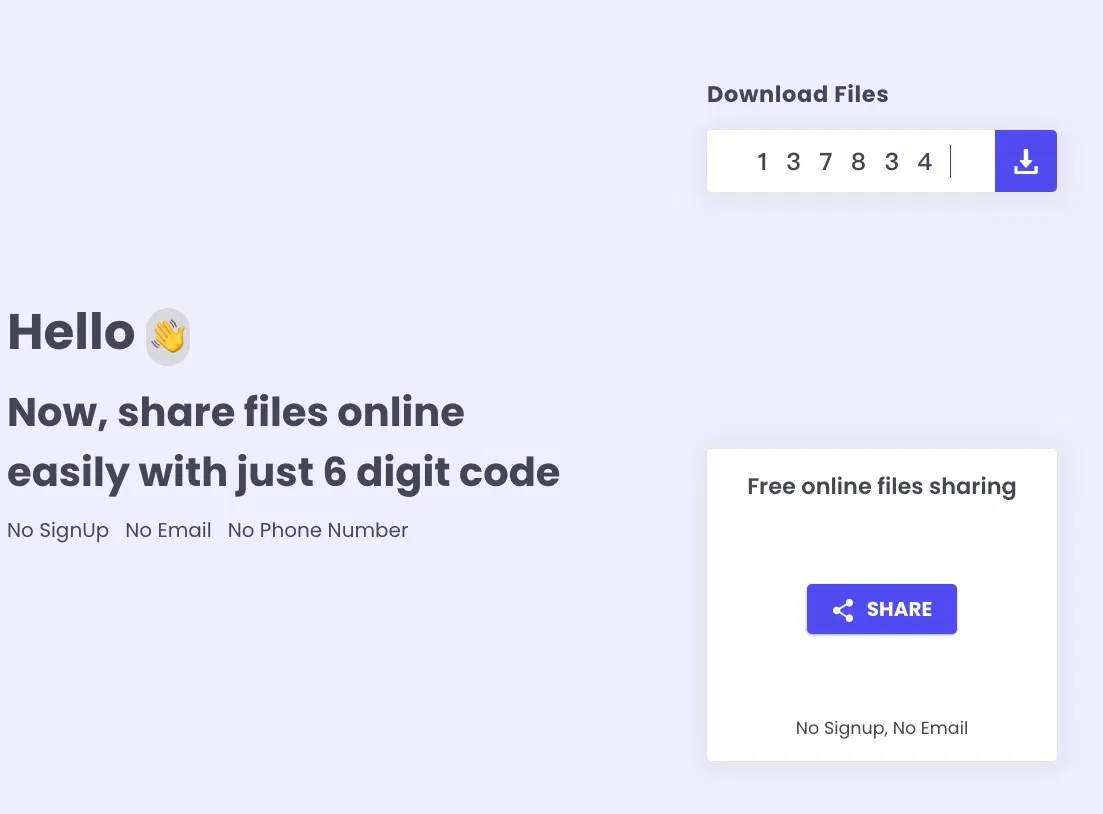 Download Files
1 3 7 8 3 4
Hello 👋
Now, share files online
easily with just 6 digit code
No SignUp No Email No Phone Number
Free online files sharing
SHARE
No Signup, No Email